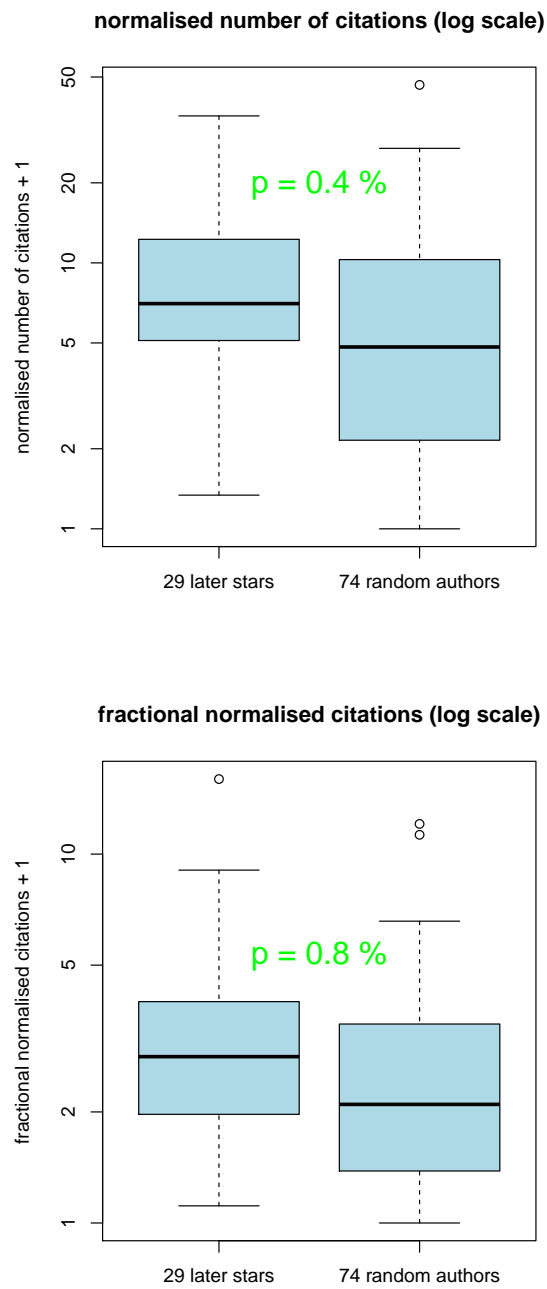 normalised number of citations (log scale)
normalised number of citations + 1
50
20
10
5
2
1
p = 0.4 %
29 later stars
74 random authors
fractional normalised citations (log scale)
fractional normalised citations + 1
10
5
2
1
p = 0.8 %
29 later stars
74 random authors